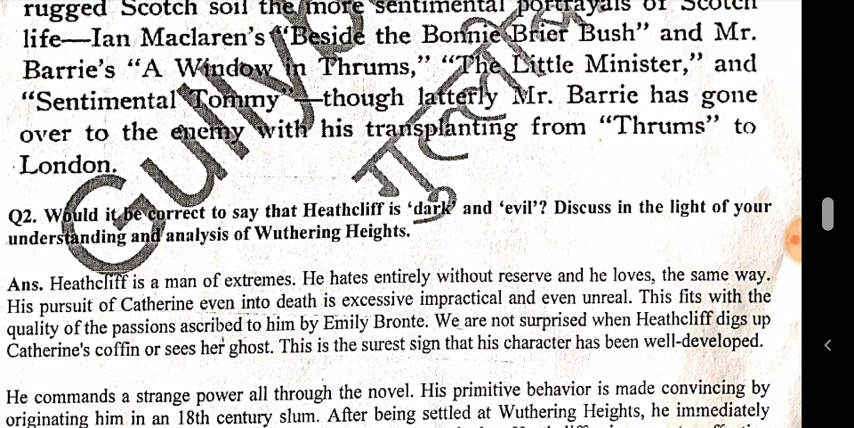 rugged Scotch soil the more sentimental portrayals of Scotch
life—Ian Maclaren's “Beside the Bonnie Brier Bush” and Mr.
Barrie's “A Window in Thrums,” “The Little Minister,” and
“Sentimental Tommy”—though latterly Mr. Barrie has gone
over to the enemy with his transplanting from “Thrums” to
London.
Q2. Would it be correct to say that Heathcliff is ‘dark’ and ‘evil’? Discuss in the light of your
understanding and analysis of Wuthering Heights.
Ans. Heathcliff is a man of extremes. He hates entirely without reserve and he loves, the same way.
His pursuit of Catherine even into death is excessive impractical and even unreal. This fits with the
quality of the passions ascribed to him by Emily Bronte. We are not surprised when Heathcliff digs up
Catherine's coffin or sees her ghost. This is the surest sign that his character has been well-developed.
He commands a strange power all through the novel. His primitive behavior is made convincing by
originating him in an 18th century slum. After being settled at Wuthering Heights, he immediately